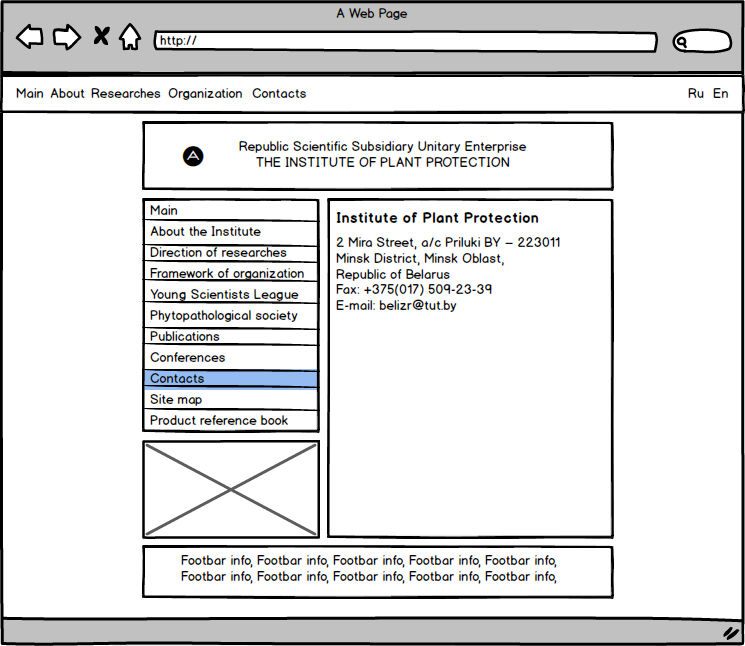 A Web Page
http://
Main About Researches Organization Contacts Ru En
Republic Scientific Subsidiary Unitary Enterprise
THE INSTITUTE OF PLANT PROTECTION
Main
About the Institute
Direction of researches
Framework of organization
Young Scientists League
Phytopathological society
Publications
Conferences
Contacts
Site map
Product reference book
Institute of Plant Protection
2 Mira Street, a/c Priluki BY – 223011
Minsk District, Minsk Oblast,
Republic of Belarus
Fax: +375(017) 509-23-39
E-mail: belizr@tut.by
Footbar info, Footbar info, Footbar info, Footbar info, Footbar info,
Footbar info, Footbar info, Footbar info, Footbar info, Footbar info,